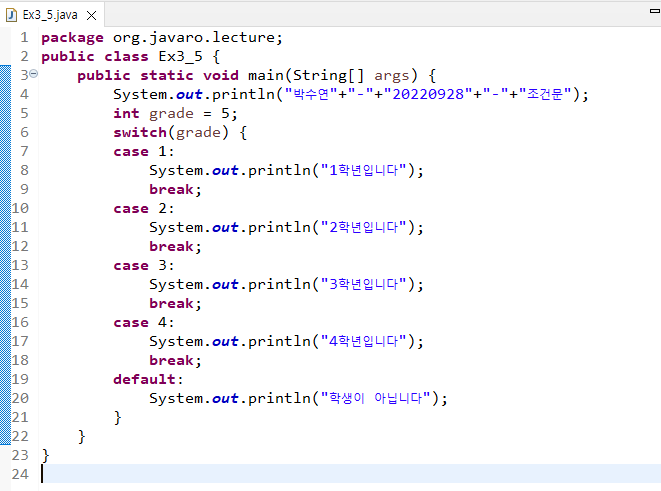 Ex3_5.java
1 package org.javaro.lecture;
2 public class Ex3_5 {
3 public static void main(String[] args) {
4 System.out.println("박수연"+"-"+"20220928"+"-"+"조건문");
5 int grade = 5;
6 switch(grade) {
7 case 1:
8 System.out.println("1학년입니다");
9 break;
10 case 2:
11 System.out.println("2학년입니다");
12 break;
13 case 3:
14 System.out.println("3학년입니다");
15 break;
16 case 4:
17 System.out.println("4학년입니다");
18 break;
19 default:
20 System.out.println("학생이 아닙니다");
21 }
22 }
23 }
24